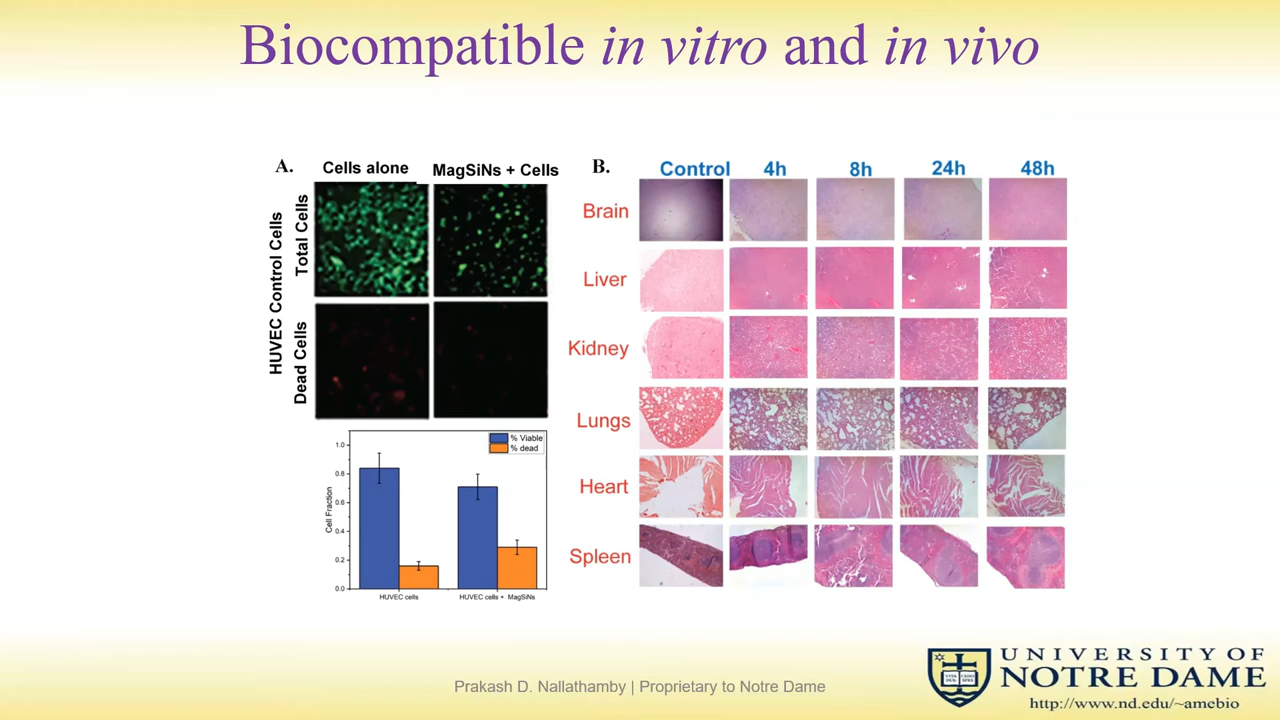 Biocompatible in vitro and in vivo
A.
Cells alone
MagSiNs + Cells
HUVEC Control Cells
Total Cells
Dead Cells
% Viable
% dead
Cell Fraction
1.0
0.8
0.6
0.4
0.2
0.0
HUVEC cells
HUVEC cells + MagSiNs
B.
Control
4h
8h
24h
48h
Brain
Liver
Kidney
Lungs
Heart
Spleen
Prakash D. Nallathamby | Proprietary to Notre Dame
UNIVERSITY OF
NOTRE DAME
http://www.nd.edu/~amebio